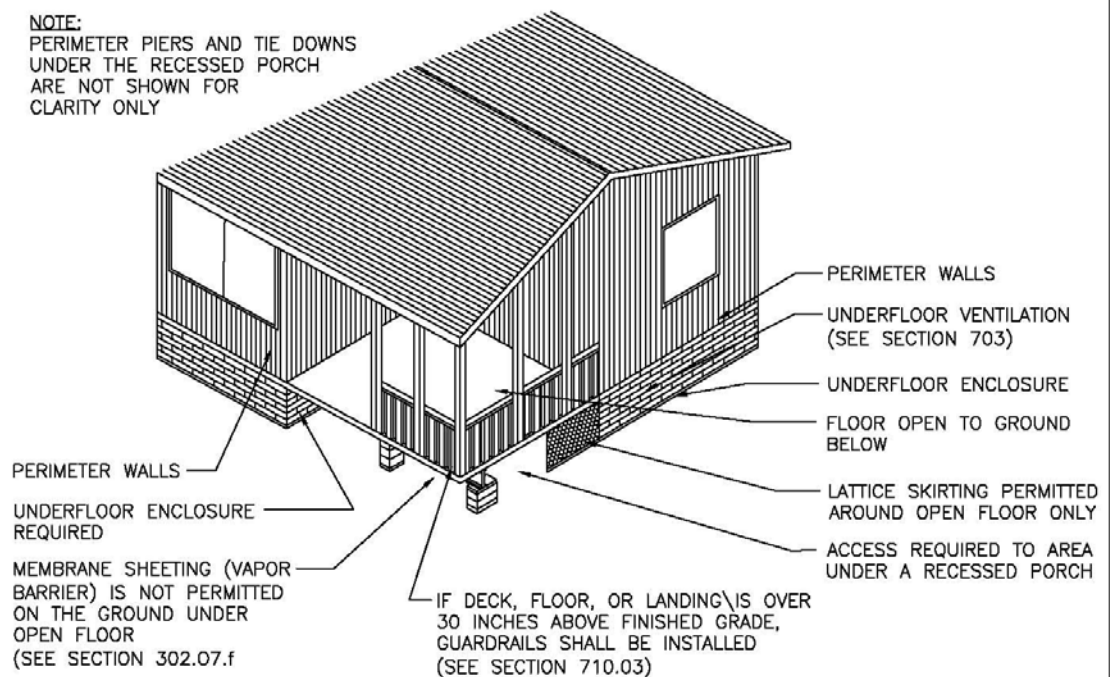 NOTE:
PERIMETER PIERS AND TIE DOWNS
UNDER THE RECESSED PORCH
ARE NOT SHOWN FOR
CLARITY ONLY
PERIMETER WALLS
UNDERFLOOR VENTILATION
(SEE SECTION 703)
UNDERFLOOR ENCLOSURE
FLOOR OPEN TO GROUND
BELOW
LATTICE SKIRTING PERMITTED
AROUND OPEN FLOOR ONLY
ACCESS REQUIRED TO AREA
UNDER A RECESSED PORCH
PERIMETER WALLS
UNDERFLOOR ENCLOSURE
REQUIRED
MEMBRANE SHEETING (VAPOR
BARRIER) IS NOT PERMITTED
ON THE GROUND UNDER
OPEN FLOOR
(SEE SECTION 302.07.f
IF DECK, FLOOR, OR LANDING\IS OVER
30 INCHES ABOVE FINISHED GRADE,
GUARDRAILS SHALL BE INSTALLED
(SEE SECTION 710.03)